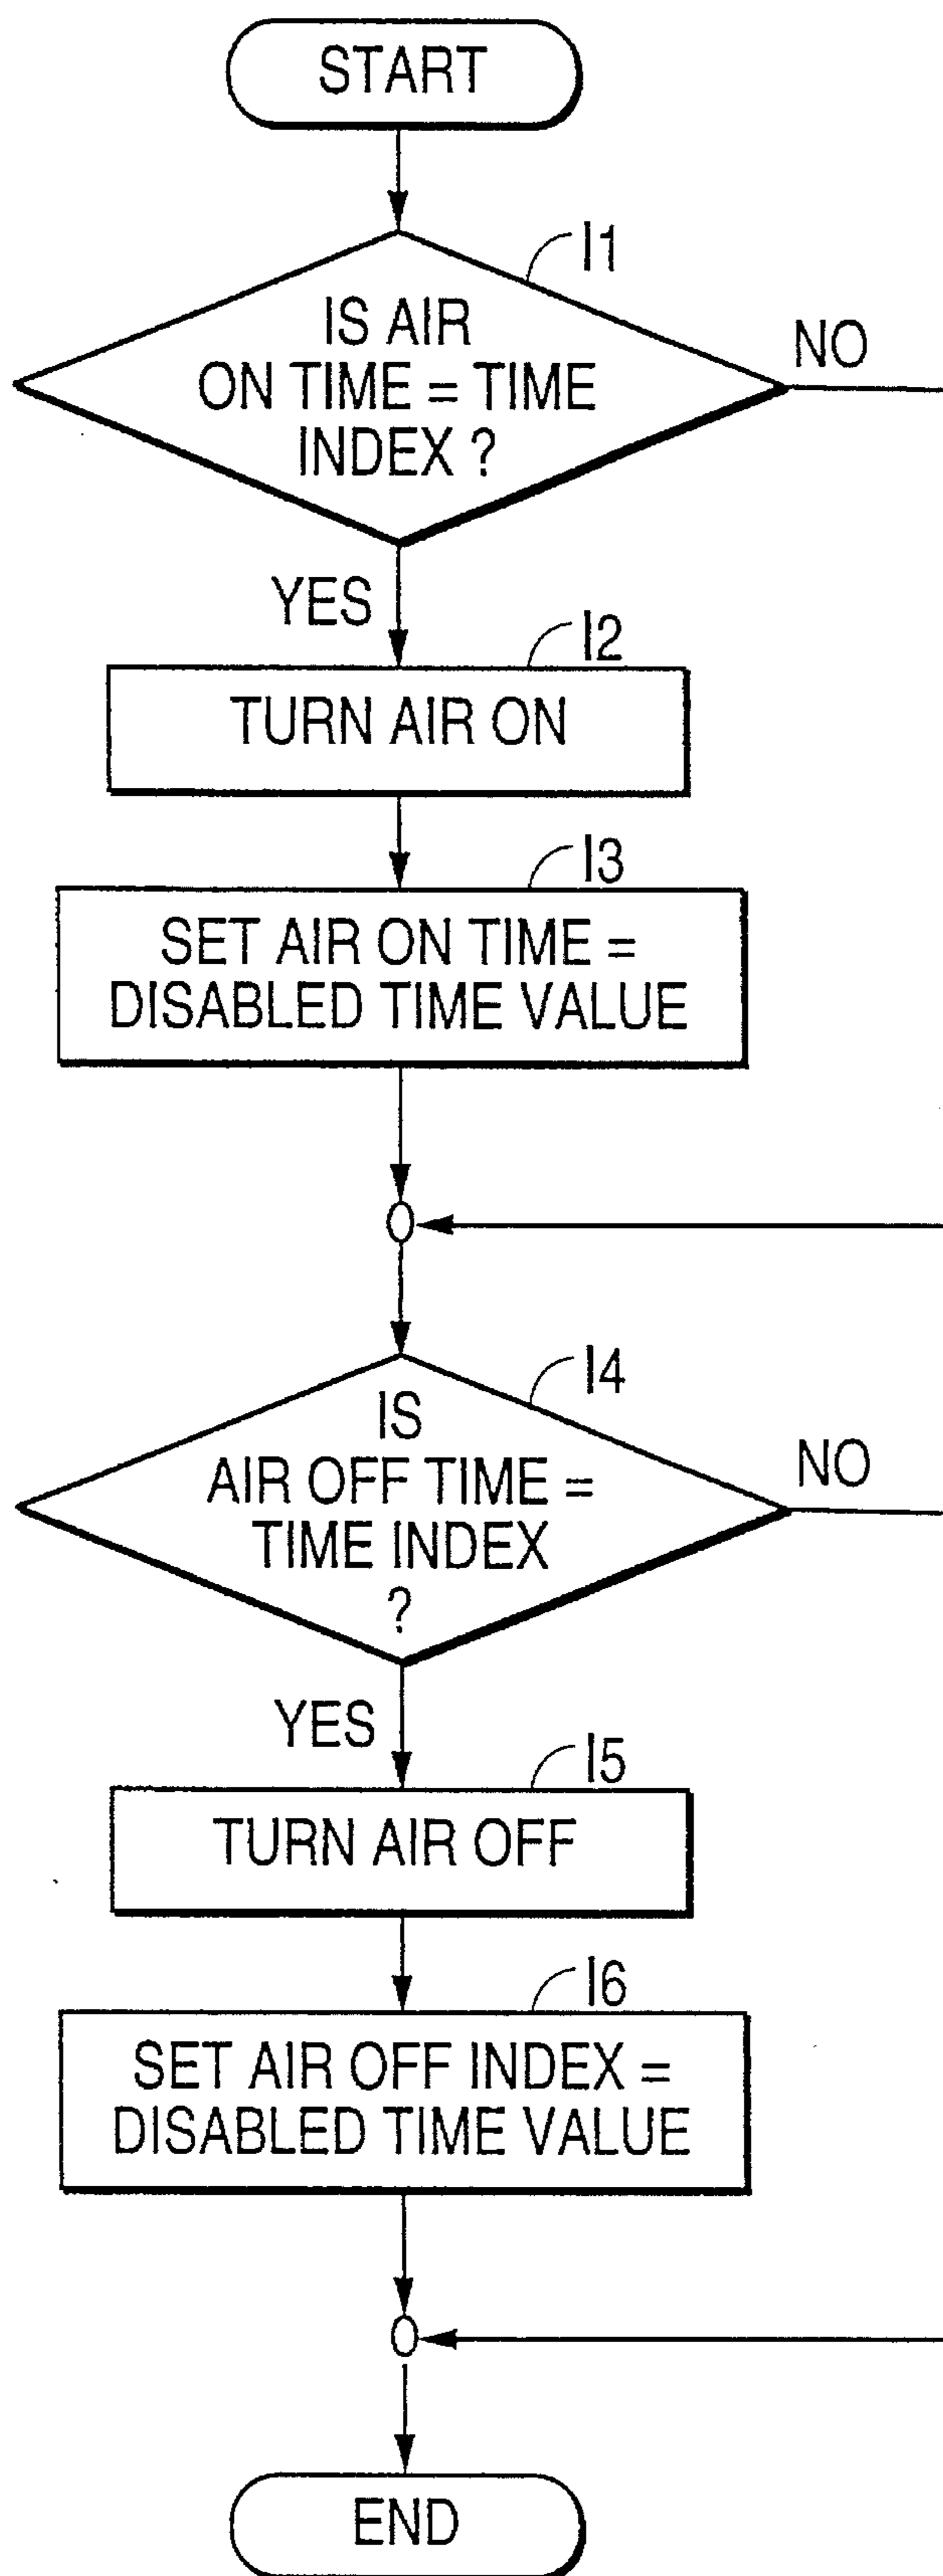 START
I1
IS AIR
ON TIME = TIME
INDEX ?
NO
YES
I2
TURN AIR ON
I3
SET AIR ON TIME =
DISABLED TIME VALUE
I4
IS
AIR OFF TIME =
TIME INDEX
?
NO
YES
I5
TURN AIR OFF
I6
SET AIR OFF INDEX =
DISABLED TIME VALUE
END